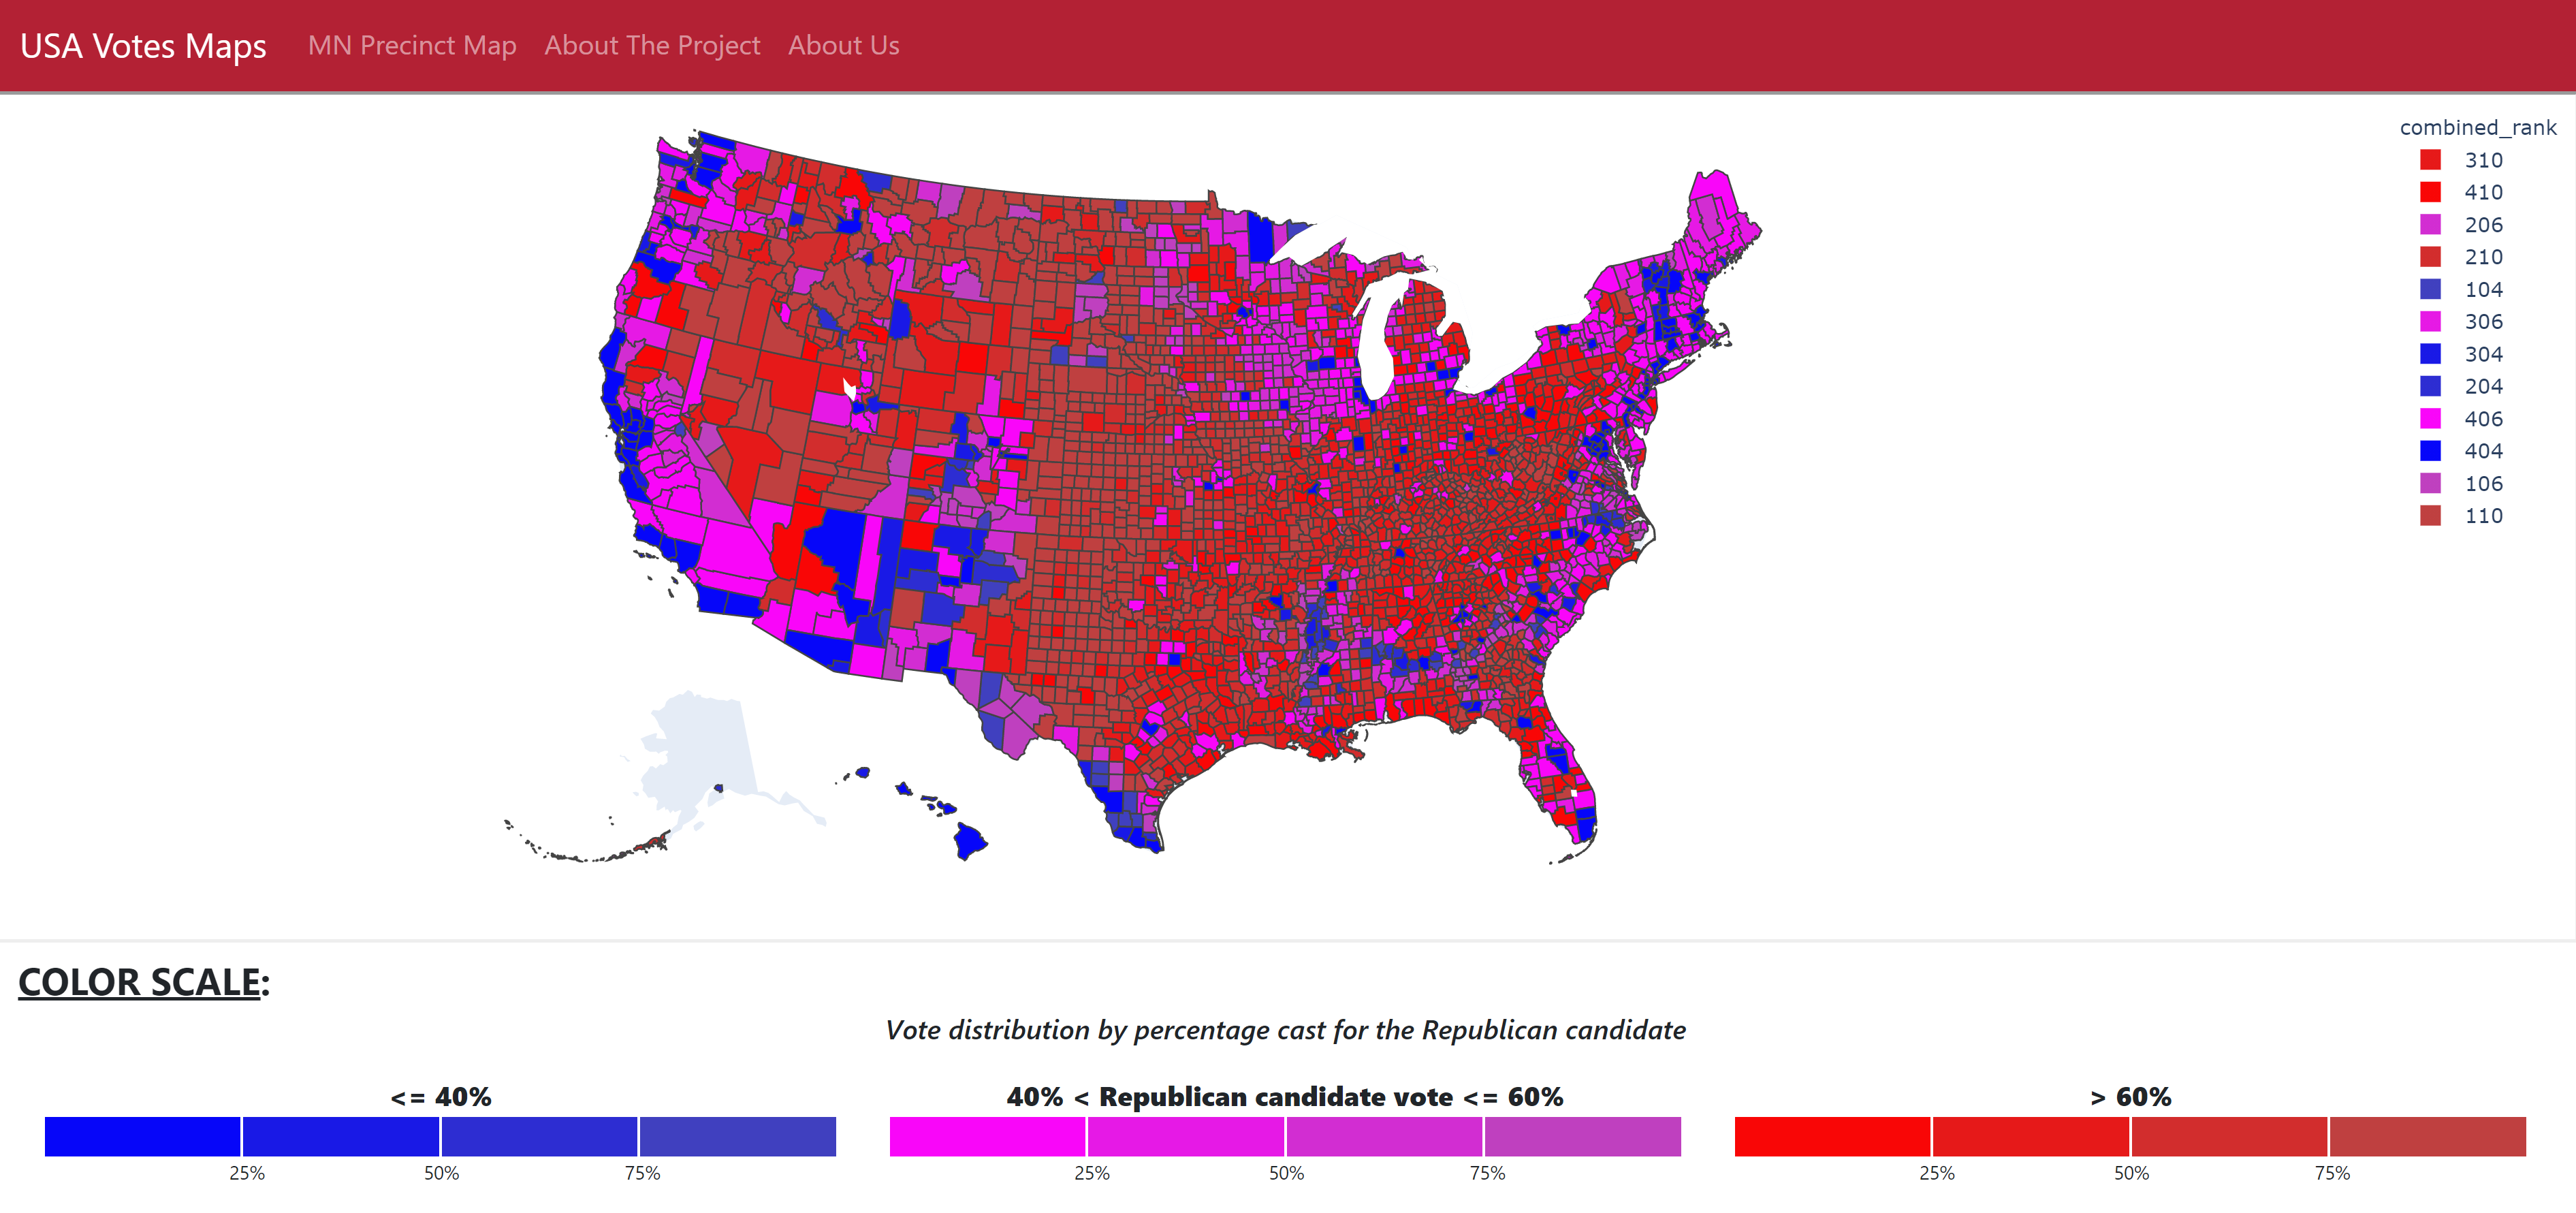 USA Votes Maps MN Precinct Map About The Project About Us
combined_rank
310
410
206
210
104
306
304
204
406
404
106
110
COLOR SCALE:
Vote distribution by percentage cast for the Republican candidate
<= 40% 40% < Republican candidate vote <= 60% > 60%
25% 50% 75% 25% 50% 75% 25% 50% 75%